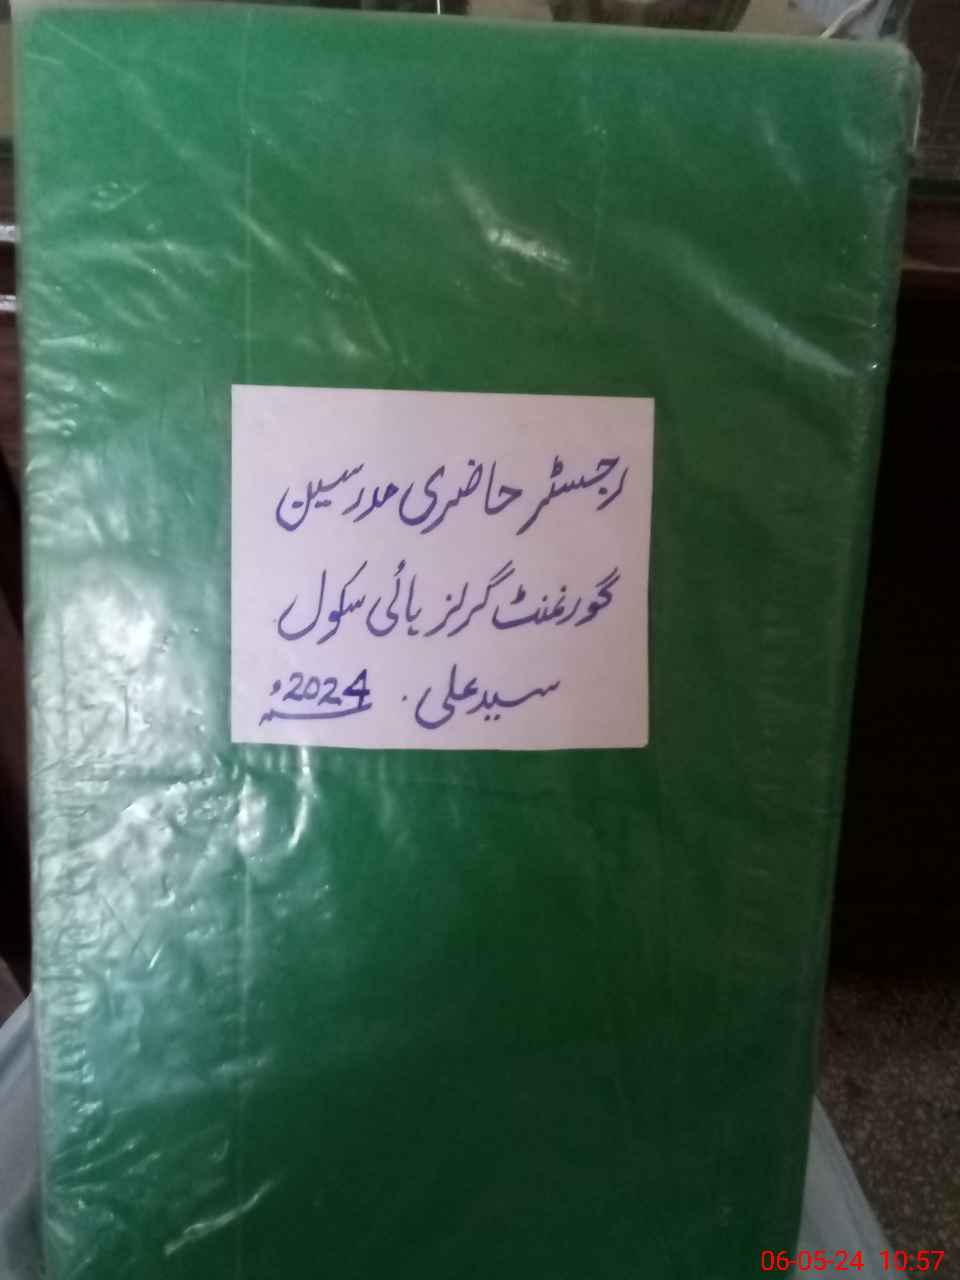 رجسٹر حاضری مدرسین
گورنمنٹ گرلز ہائی سکول
سید علی . 2024ء
06-05-24 10:57